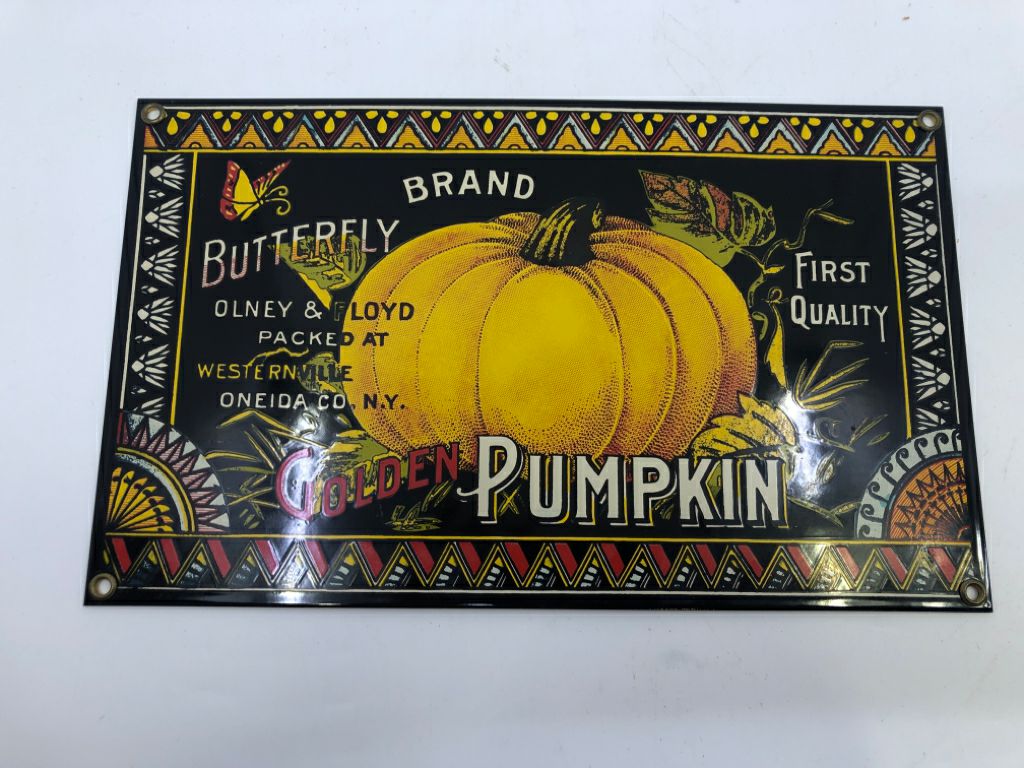 BUTTERFLY BRAND
OLNEY & FLOYD
PACKED AT
WESTERNVILLE
ONEIDA CO., N.Y.
FIRST
QUALITY
GOLDEN PUMPKIN